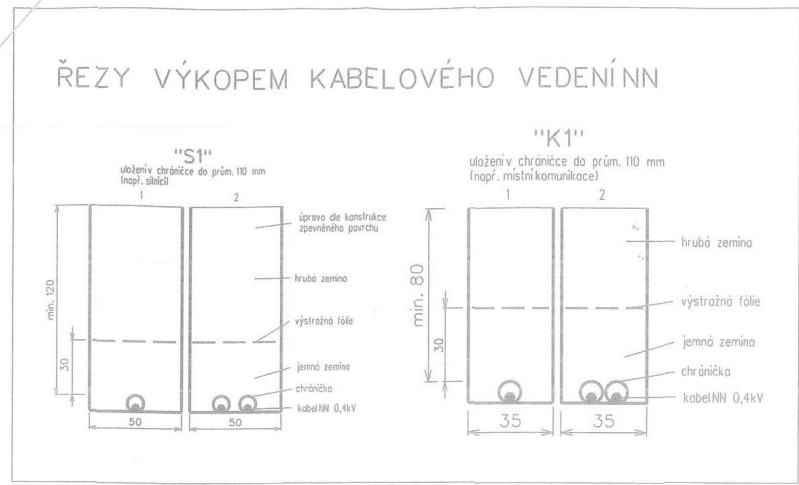 ŘEZY VÝKOPEM KABELOVÉHO VEDENÍ NN
"S1"
uložení v chráničce do prům. 110 mm
(např. silnici)
1
2
úprava dle konstrukce
zpevněného povrchu
hrubá zemina
výstražná fólie
jemná zemina
chránička
kabel NN 0,4kV
min. 120
30
50
50
"K1"
uložení v chráničce do prům. 110 mm
(např. místní komunikace)
1
2
hrubá zemina
výstražná fólie
jemná zemina
chránička
kabel NN 0,4kV
min. 80
30
35
35